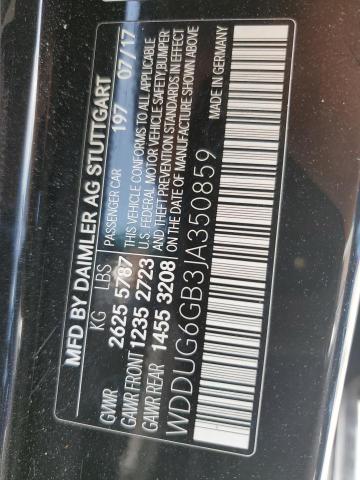 MFD BY DAIMLER AG STUTTGART
KG LBS PASSENGER CAR 197 07/17
GVWR 2625 5787 THIS VEHICLE CONFORMS TO ALL APPLICABLE
GAWR FRONT 1235 2723 U.S. FEDERAL MOTOR VEHICLE SAFETY, BUMPER
GAWR REAR 1455 3208 AND THEFT PREVENTION STANDARDS IN EFFECT
ON THE DATE OF MANUFACTURE SHOWN ABOVE
WDDUG6GB3JA350859 MADE IN GERMANY